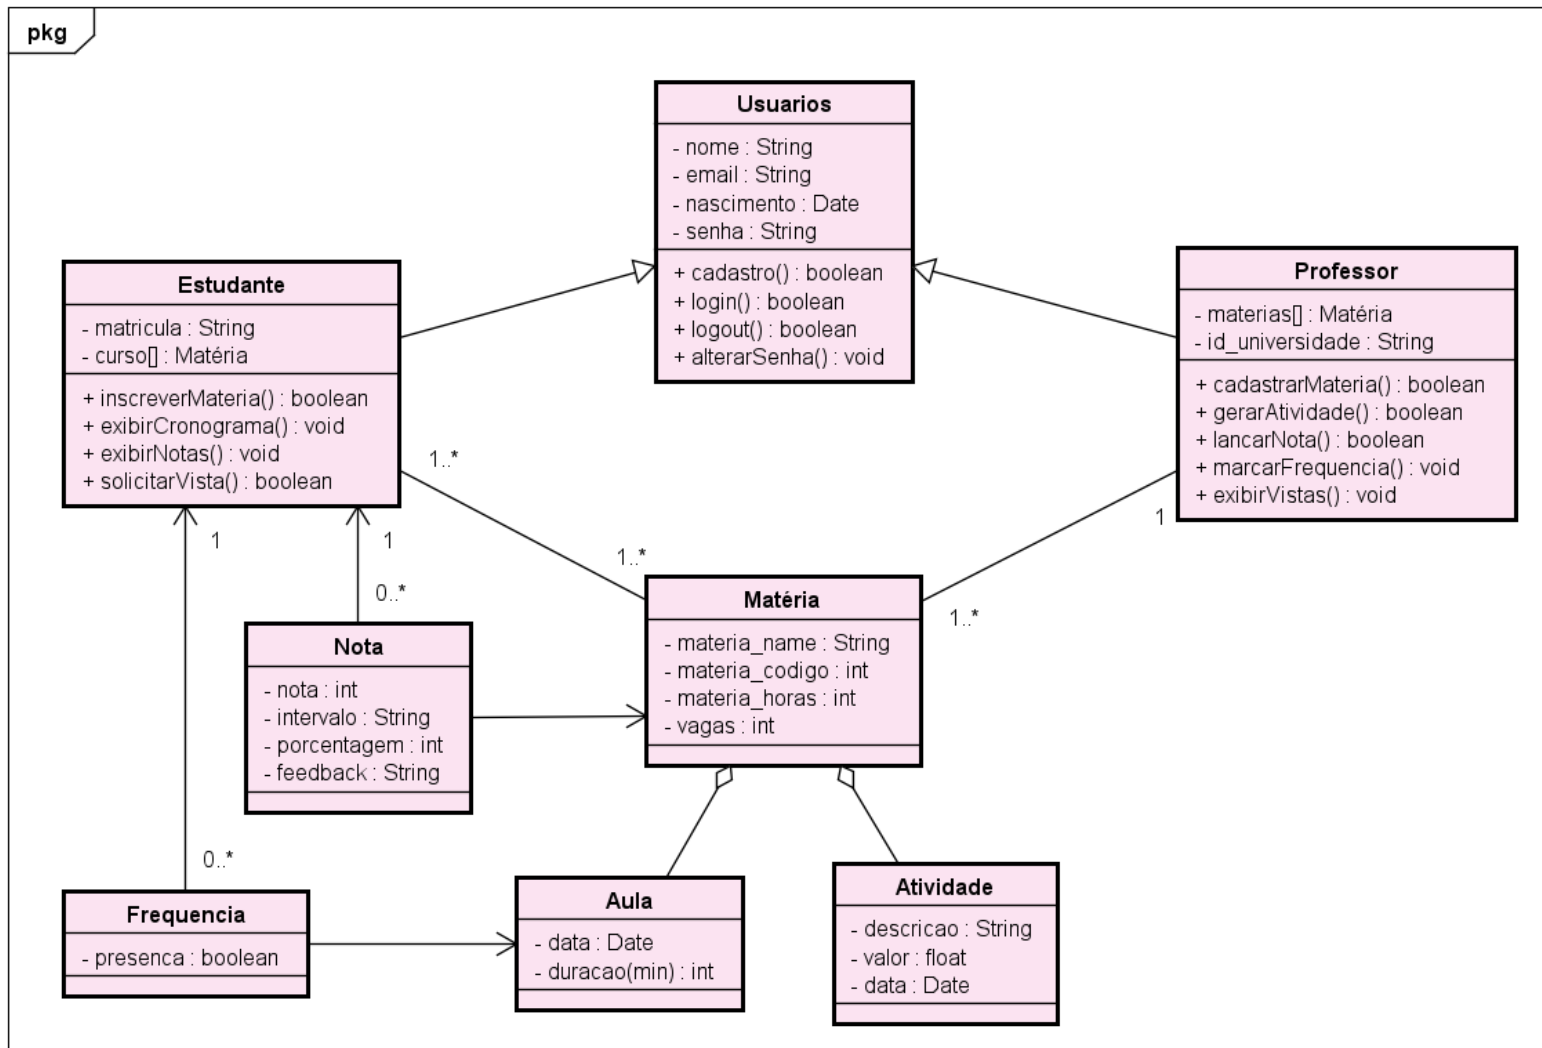 pkg
Usuarios
- nome : String
- email : String
- nascimento : Date
- senha : String
+ cadastro() : boolean
+ login() : boolean
+ logout() : boolean
+ alterarSenha() : void
Estudante
- matricula : String
- curso[] : Matéria
+ inscreverMateria() : boolean
+ exibirCronograma() : void
+ exibirNotas() : void
+ solicitarVista() : boolean
Professor
- materias[] : Matéria
- id_universidade : String
+ cadastrarMateria() : boolean
+ gerarAtividade() : boolean
+ lancarNota() : boolean
+ marcarFrequencia() : void
+ exibirVistas() : void
1..*
1..*
1
1..*
1
0..*
1
0..*
Nota
- nota : int
- intervalo : String
- porcentagem : int
- feedback : String
Matéria
- materia_name : String
- materia_codigo : int
- materia_horas : int
- vagas : int
Frequencia
- presenca : boolean
Aula
- data : Date
- duracao(min) : int
Atividade
- descricao : String
- valor : float
- data : Date